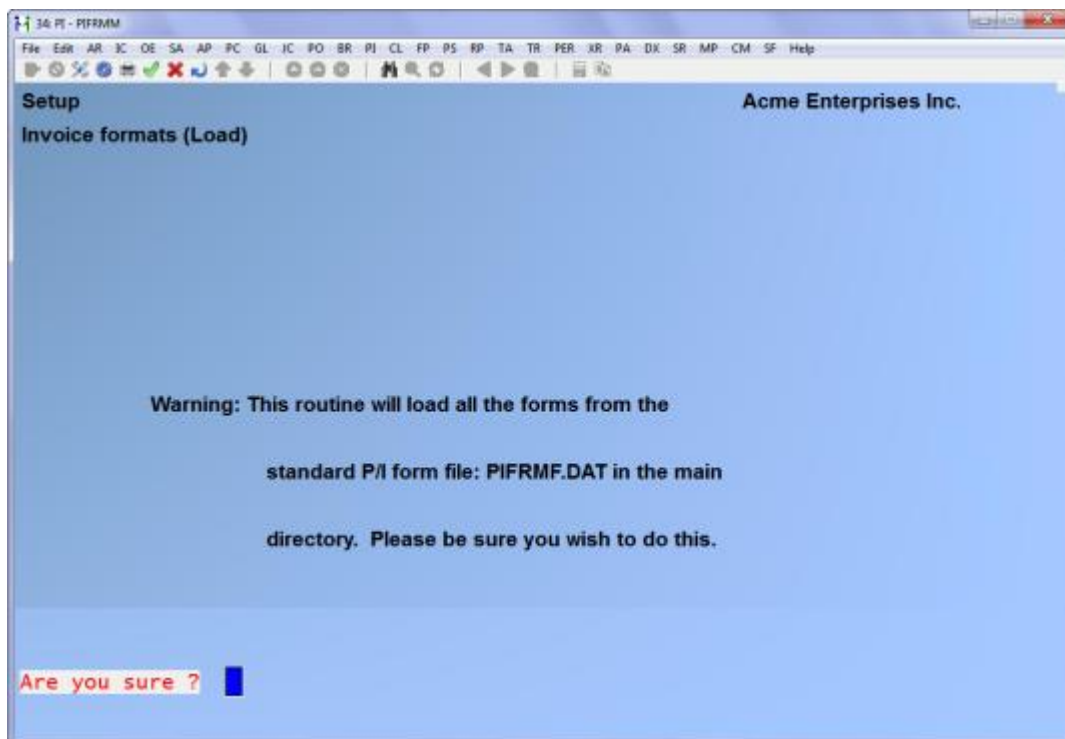 34: PI - PIFRMM
File Edit AR IC OE SA AP PC GL JC PO BR PI CL FP PS RP TA TR PER XR PA DX SR MP CM SF Help
Setup Acme Enterprises Inc.
Invoice formats (Load)
Warning: This routine will load all the forms from the
standard P/I form file: PIFRMF.DAT in the main
directory. Please be sure you wish to do this.
Are you sure ?